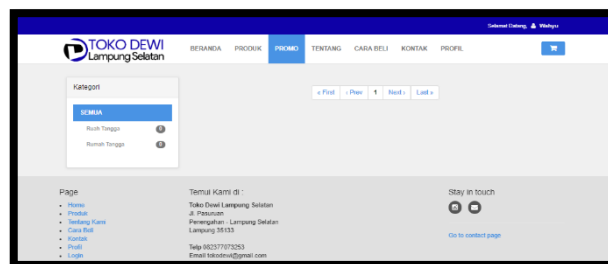 Selamat Datang, Wahyu
TOKO DEWI
Lampung Selatan
BERANDA PRODUK PROMO TENTANG CARA BELI KONTAK PROFIL
Kategori
SEMUA
Ruah Tangga 0
Rumah Tangga 0
« First ‹ Prev 1 Next › Last »
Page
Home
Produk
Tentang Kami
Cara Beli
Kontak
Profil
Login
Temui Kami di :
Toko Dewi Lampung Selatan
Jl. Pasuruan
Penengahan - Lampung Selatan
Lampung 35133
Telp 082377073253
Email tokodewi@gmail.com
Stay in touch
Go to contact page